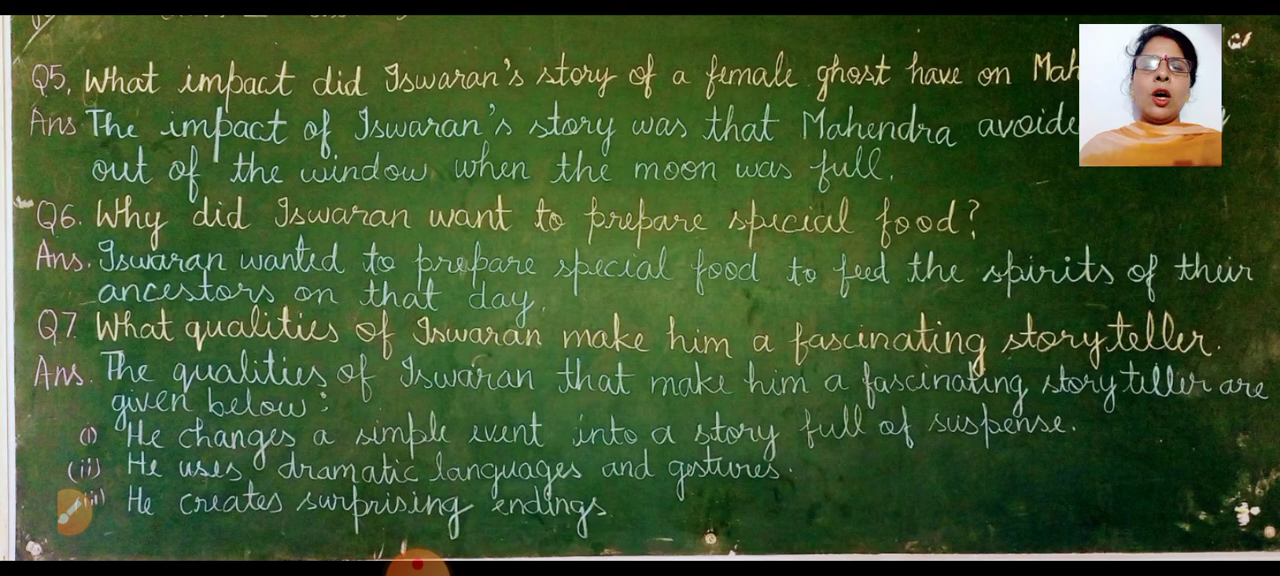 Q5. What impact did Iswaran's story of a female ghost have on Mah
Ans The impact of Iswaran's story was that Mahendra avoide
out of the window when the moon was full.
Q6. Why did Iswaran want to prepare special food?
Ans. Iswaran wanted to prepare special food to feed the spirits of their
ancestors on that day.
Q7. What qualities of Iswaran make him a fascinating story teller.
Ans. The qualities of Iswaran that make him a fascinating story teller are
given below:
(i) He changes a simple event into a story full of suspense.
(ii) He uses dramatic languages and gestures.
(iii) He creates surprising endings.